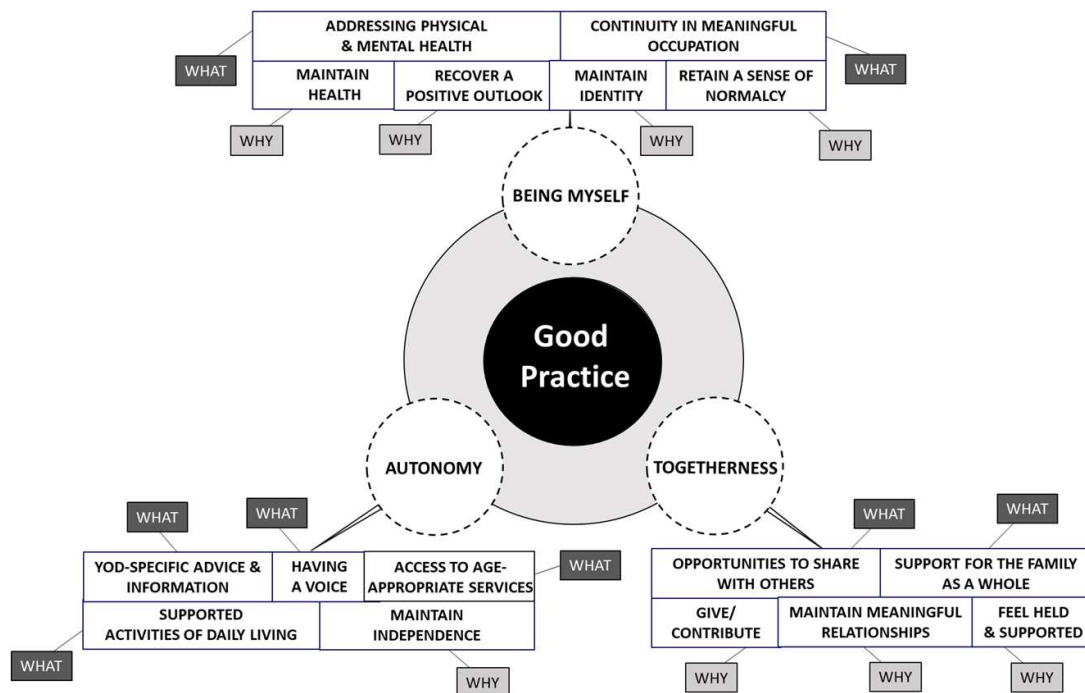 ADDRESSING PHYSICAL
& MENTAL HEALTH
CONTINUITY IN MEANINGFUL
OCCUPATION
WHAT
WHAT
MAINTAIN
HEALTH
RECOVER A
POSITIVE OUTLOOK
MAINTAIN
IDENTITY
RETAIN A SENSE OF
NORMALCY
WHY
WHY
WHY
WHY
BEING MYSELF
Good
Practice
AUTONOMY
TOGETHERNESS
WHAT
WHAT
YOD-SPECIFIC ADVICE &
INFORMATION
HAVING
A VOICE
ACCESS TO AGE-
APPROPRIATE SERVICES
WHAT
SUPPORTED
ACTIVITIES OF DAILY LIVING
MAINTAIN
INDEPENDENCE
WHAT
WHY
WHAT
WHAT
OPPORTUNITIES TO SHARE
WITH OTHERS
SUPPORT FOR THE FAMILY
AS A WHOLE
GIVE/
CONTRIBUTE
MAINTAIN MEANINGFUL
RELATIONSHIPS
FEEL HELD
& SUPPORTED
WHY
WHY
WHY